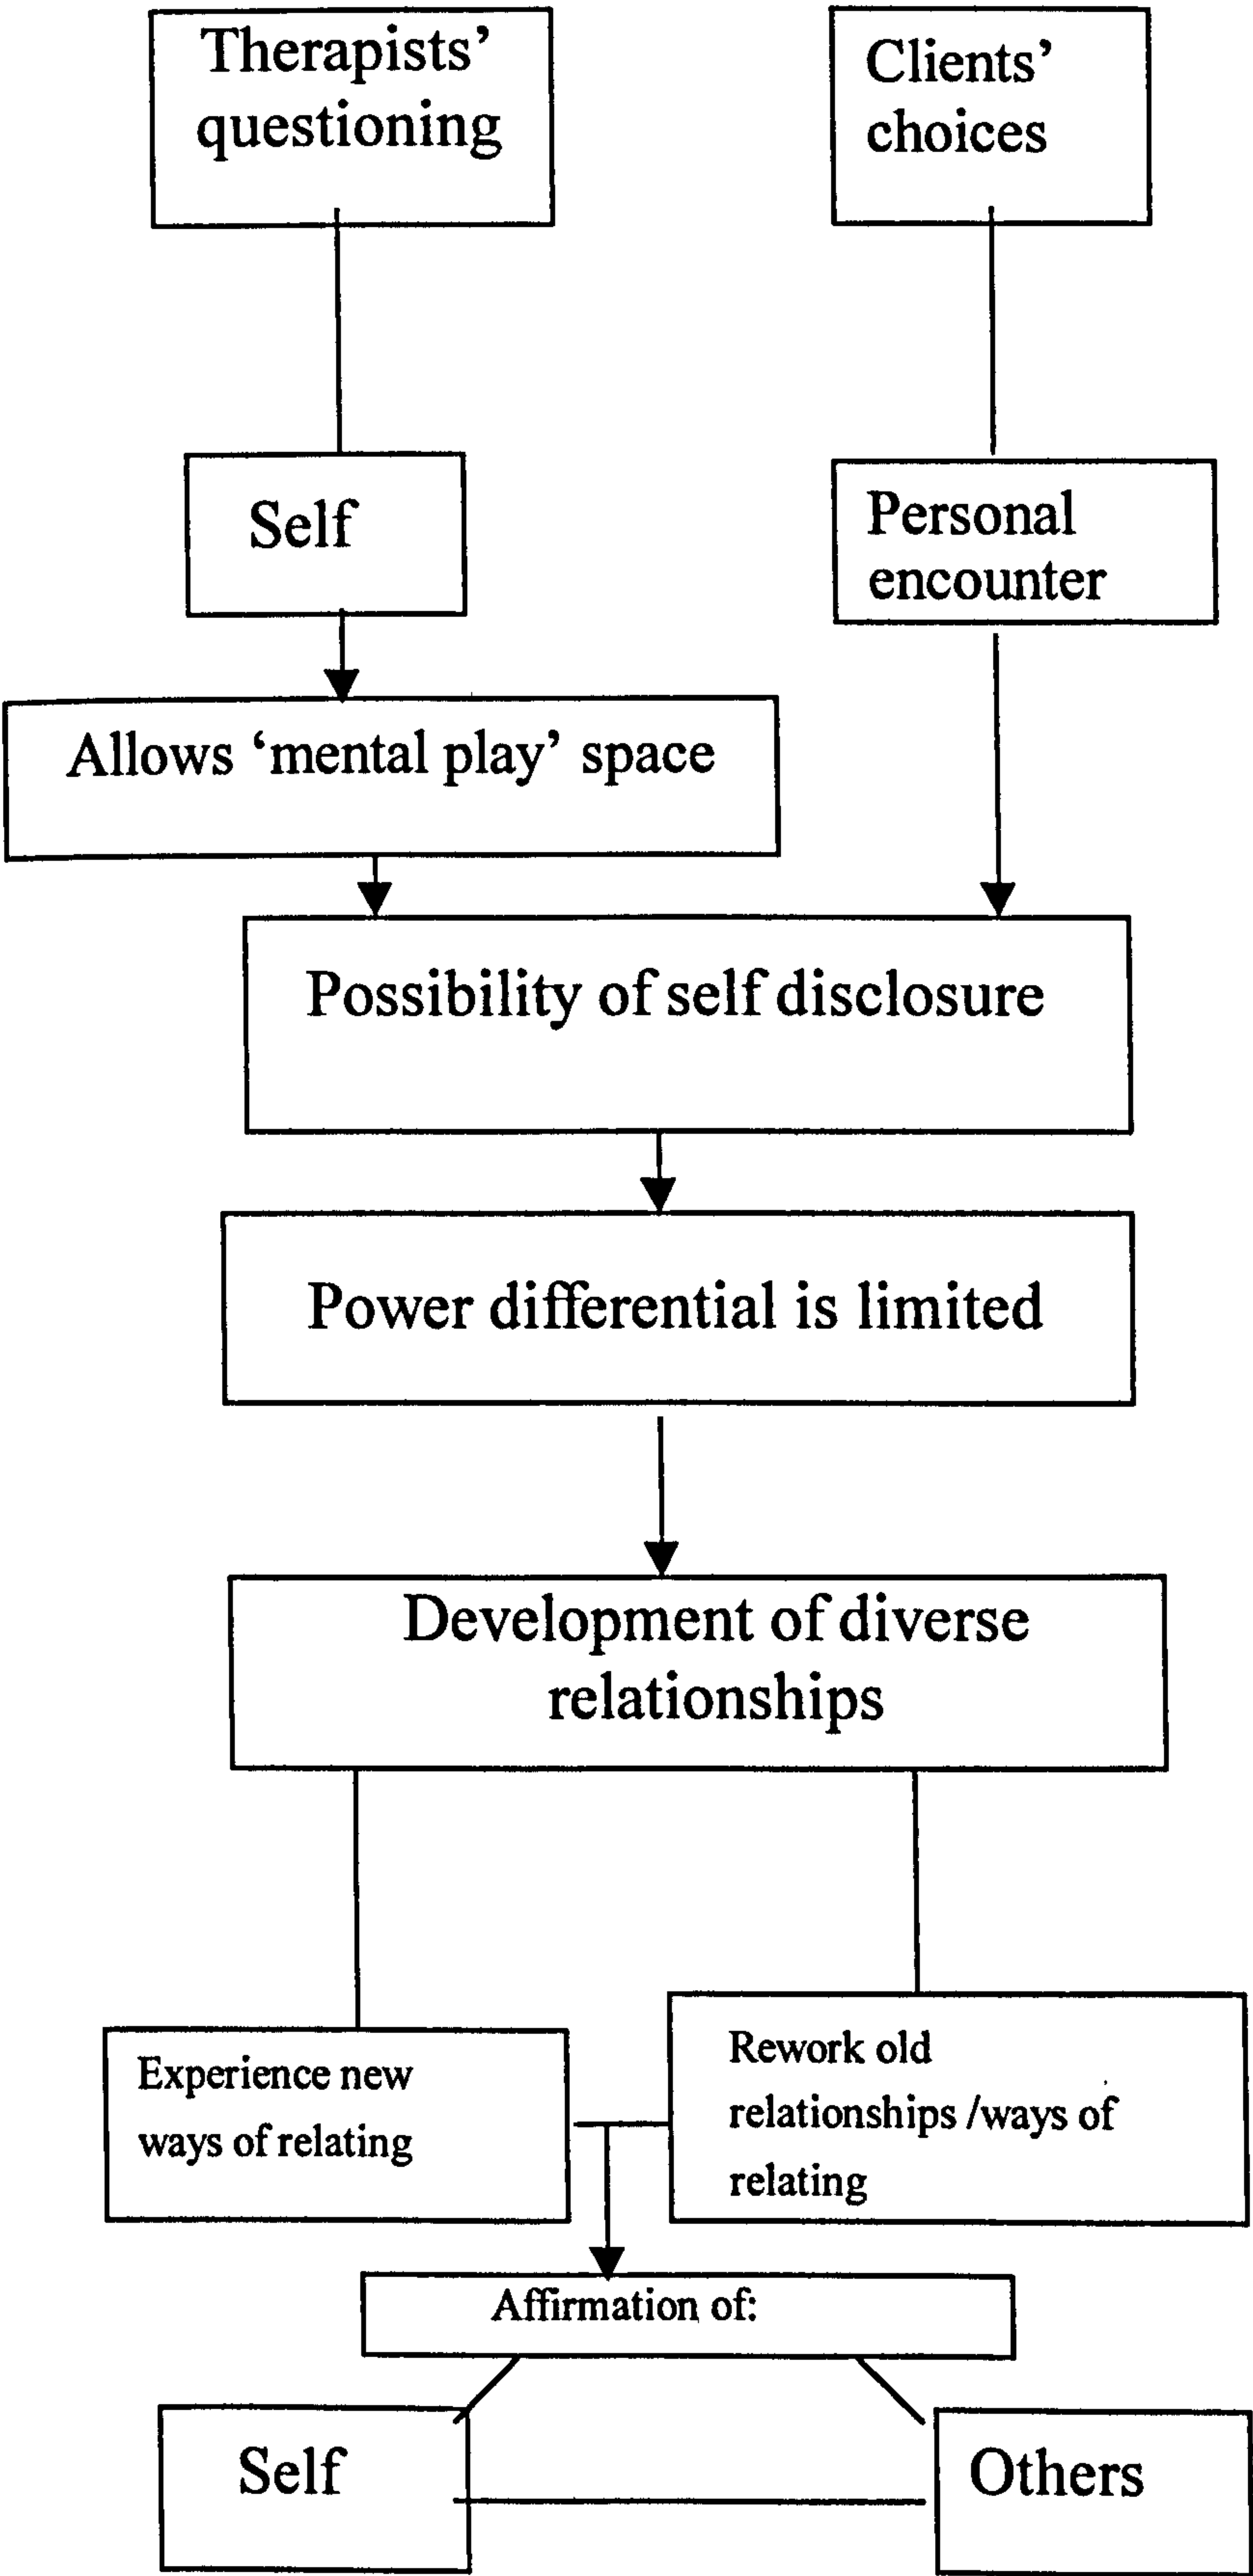 Therapists’
questioning
Clients’
choices
Self
Personal
encounter
Allows ‘mental play’ space
Possibility of self disclosure
Power differential is limited
Development of diverse
relationships
Experience new
ways of relating
Rework old
relationships /ways of
relating
Affirmation of:
Self
Others